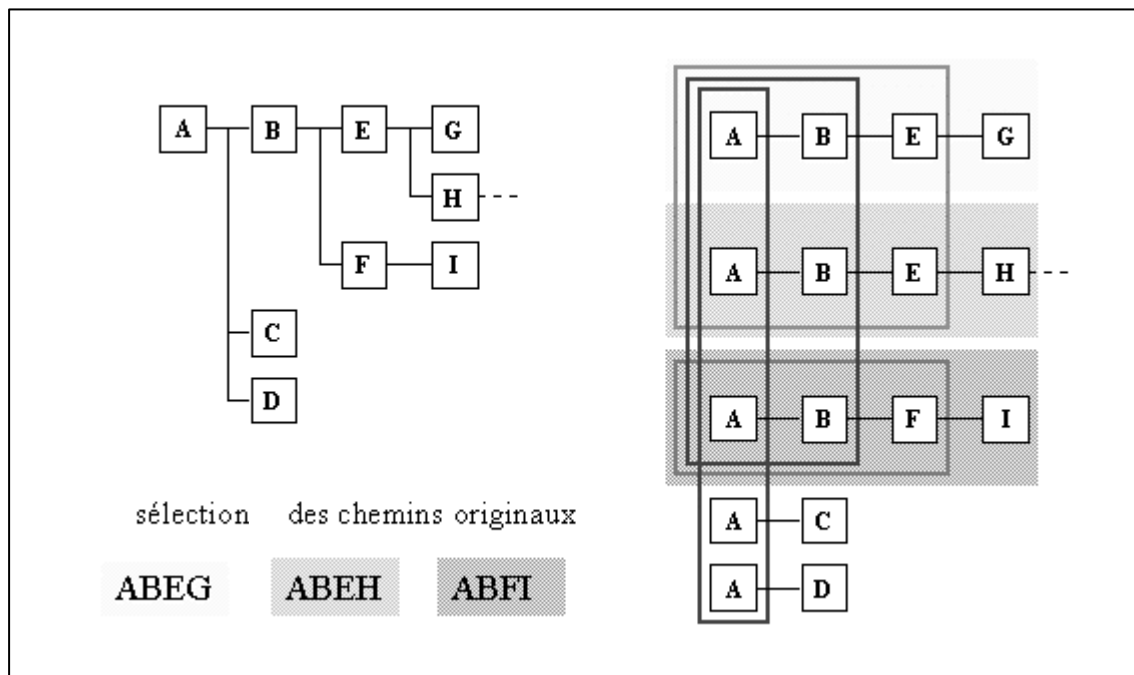 A B E G
H
F I
C
D
sélection des chemins originaux
ABEG ABEH ABFI
A B E G
A B E H
A B F I
A C
A D